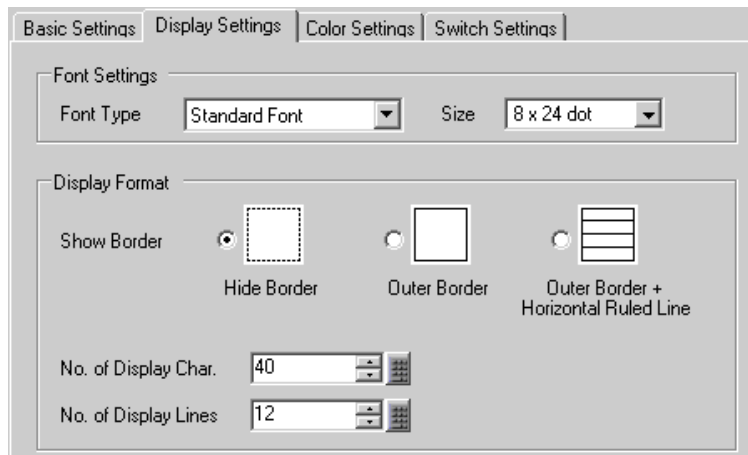 Basic Settings Display Settings Color Settings Switch Settings
Font Settings
Font Type Standard Font Size 8 x 24 dot
Display Format
Show Border
Hide Border Outer Border Outer Border +
Horizontal Ruled Line
No. of Display Char. 40
No. of Display Lines 12